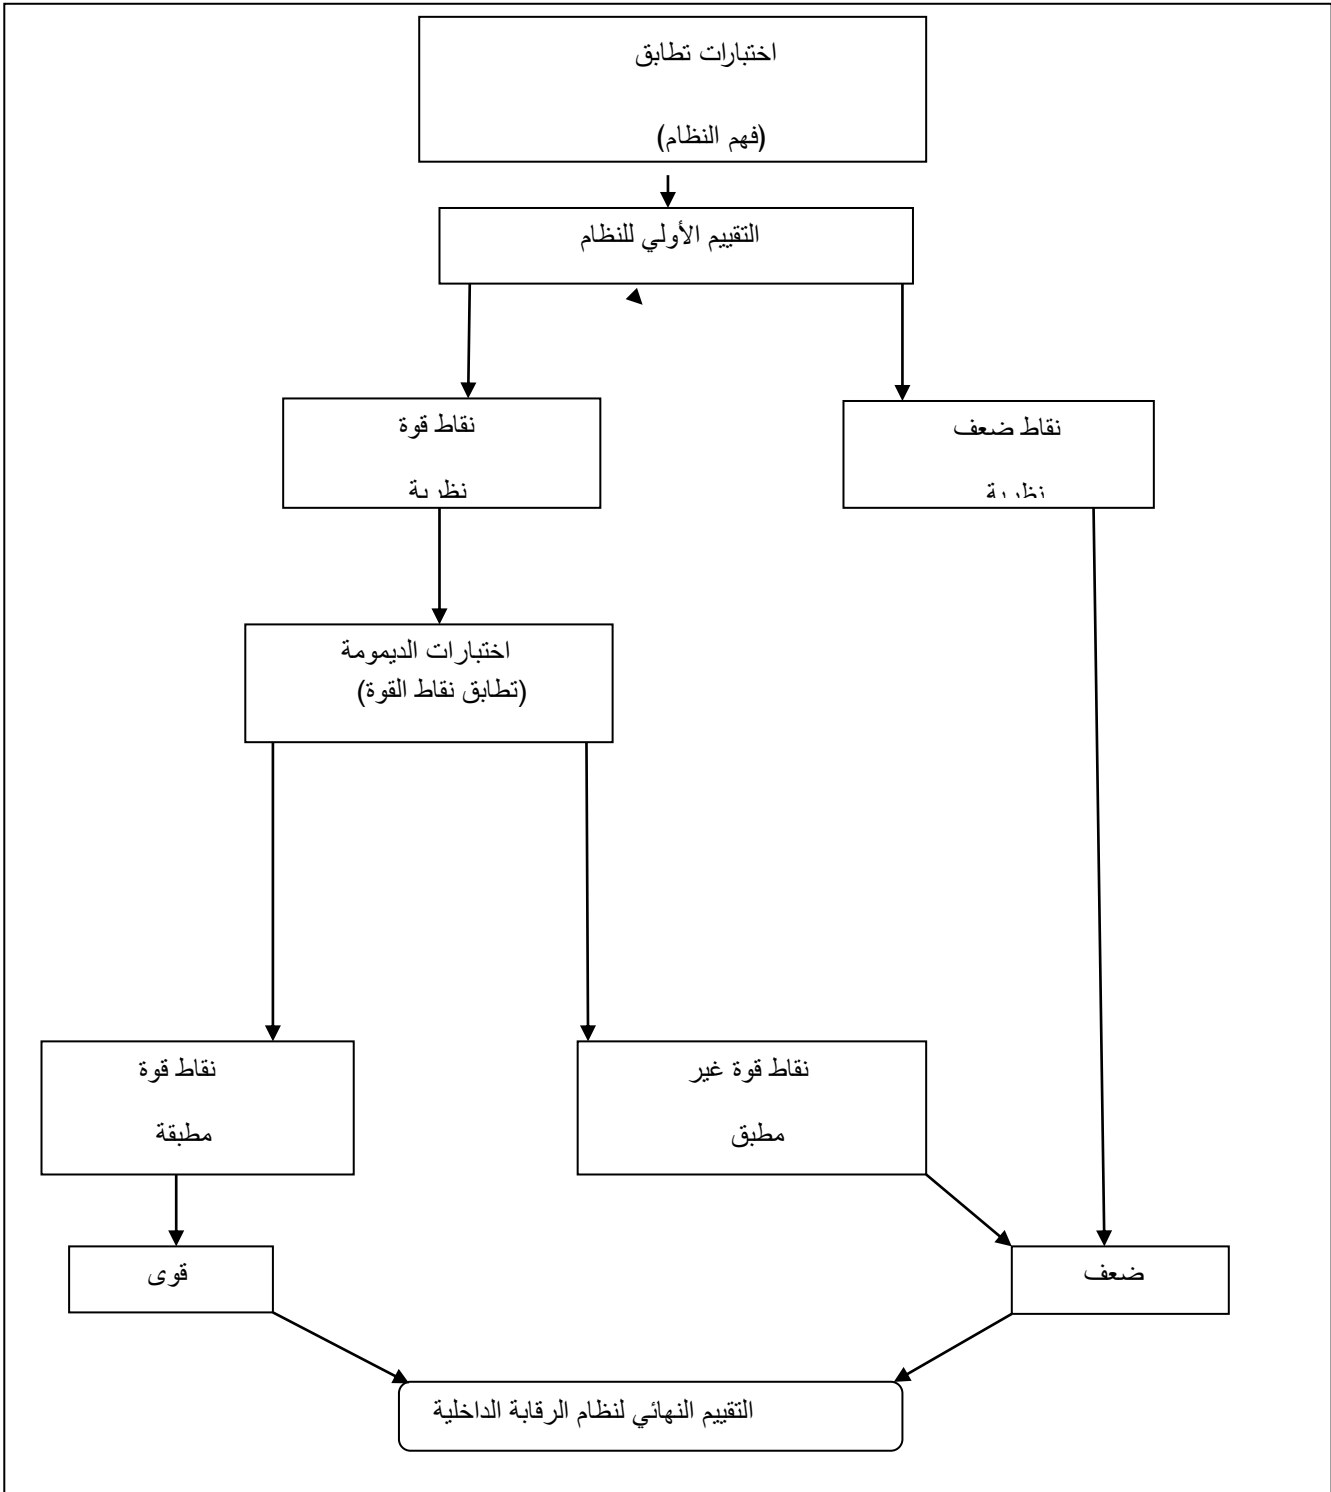 اختبارات تطابق
(فهم النظام)
التقييم الأولي للنظام
نقاط قوة
نظرية
نقاط ضعف
نظرية
اختبارات الديمومة
(تطابق نقاط القوة)
نقاط قوة
مطبقة
نقاط قوة غير
مطبق
قوى
ضعف
التقييم النهائي لنظام الرقابة الداخلية